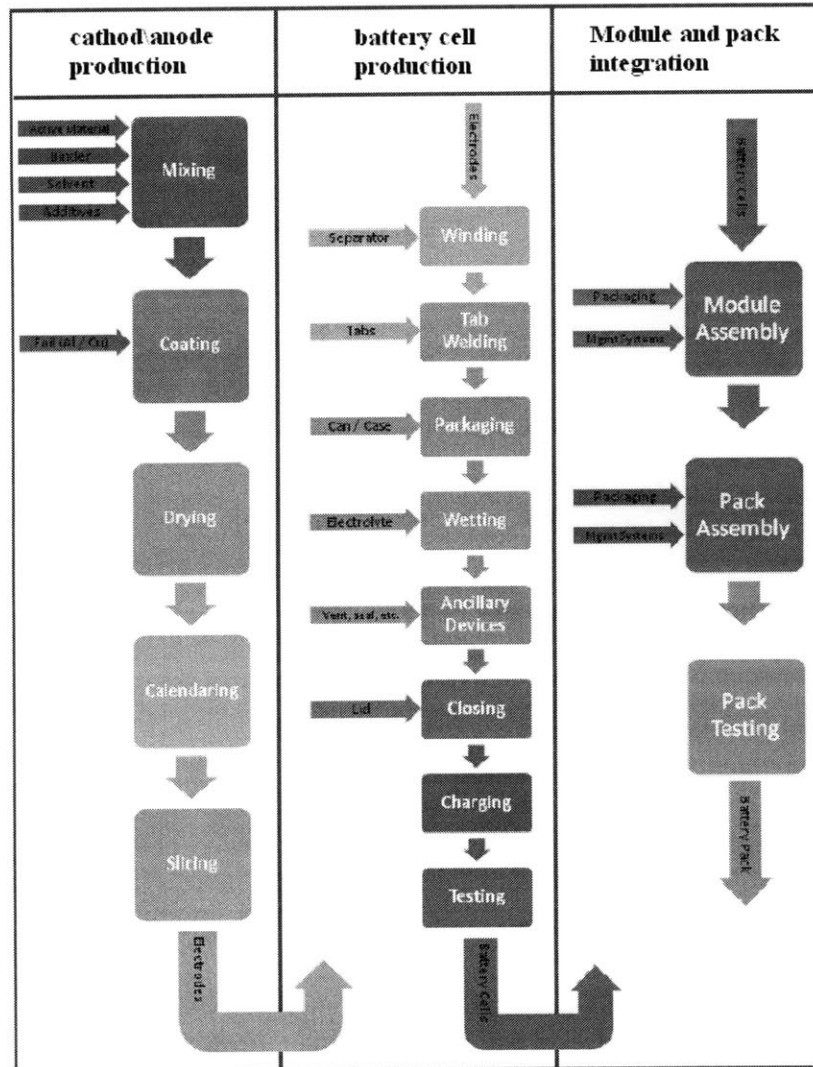 cathod\anode
production
battery cell
production
Module and pack
integration
Active Material
Binder
Solvent
Additives
Mixing
Foil (Al / Cu)
Coating
Drying
Calendaring
Slicing
Electrodes
Electrodes
Separator
Winding
Tabs
Tab
Welding
Can / Case
Packaging
Electrolyte
Wetting
Vent, seal, etc.
Ancillary
Devices
Lid
Closing
Charging
Testing
Battery Cells
Battery Cells
Packaging
Mgmt Systems
Module
Assembly
Packaging
Mgmt Systems
Pack
Assembly
Pack
Testing
Battery Pack